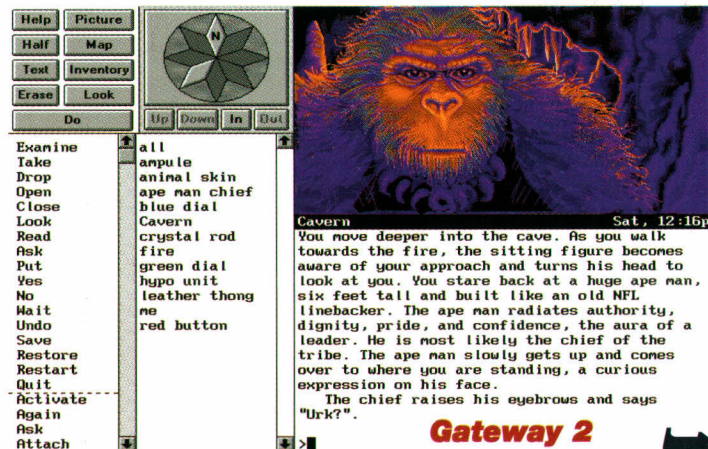 Help Picture
Half Map
Text Inventory
Erase Look
Do
N
Up Down In Out
Examine
Take
Drop
Open
Close
Look
Read
Ask
Put
Yes
No
Wait
Undo
Save
Restore
Restart
Quit
Activate
Again
Ask
Attach
all
ampule
animal skin
ape man chief
blue dial
Cavern
crystal rod
fire
green dial
hypo unit
leather thong
me
red button
Cavern Sat, 12:16p
You move deeper into the cave. As you walk
towards the fire, the sitting figure becomes
aware of your approach and turns his head to
look at you. You stare back at a huge ape man,
six feet tall and built like an old NFL
linebacker. The ape man radiates authority,
dignity, pride, and confidence, the aura of a
leader. He is most likely the chief of the
tribe. The ape man slowly gets up and comes
over to where you are standing, a curious
expression on his face.
The chief raises his eyebrows and says
"Urk?".
>
Gateway 2